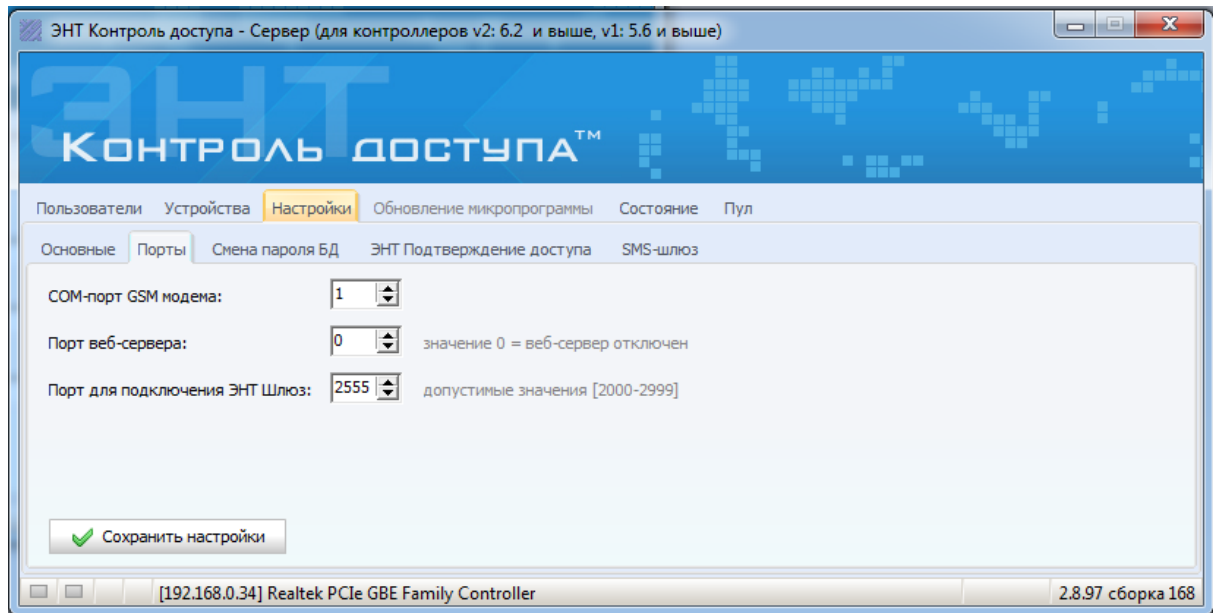 ЭНТ Контроль доступа - Сервер (для контроллеров v2: 6.2 и выше, v1: 5.6 и выше)
ЭНТ
КОНТРОЛЬ ДОСТУПА™
Пользователи Устройства Настройки Обновление микропрограммы Состояние Пул
Основные Порты Смена пароля БД ЭНТ Подтверждение доступа SMS-шлюз
COM-порт GSM модема: 1
Порт веб-сервера: 0 значение 0 = веб-сервер отключен
Порт для подключения ЭНТ Шлюз: 2555 допустимые значения [2000-2999]
Сохранить настройки
[192.168.0.34] Realtek PCIe GBE Family Controller 2.8.97 сборка 168